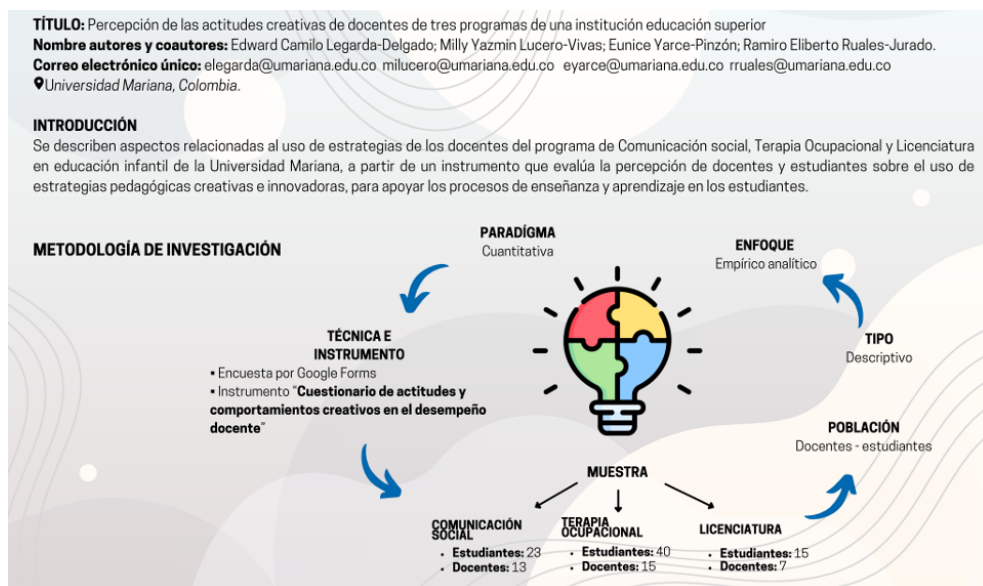 TÍTULO: Percepción de las actitudes creativas de docentes de tres programas de una institución educación superior
Nombre autores y coautores: Edward Camilo Legarda-Delgado; Milly Yazmin Lucero-Vivas; Eunice Yarce-Pinzón; Ramiro Eliberto Ruales-Jurado.
Correo electrónico único: elegarda@umariana.edu.co milucero@umariana.edu.co eyarce@umariana.edu.co rruales@umariana.edu.co
Universidad Mariana, Colombia.
INTRODUCCIÓN
Se describen aspectos relacionadas al uso de estrategias de los docentes del programa de Comunicación social, Terapia Ocupacional y Licenciatura
en educación infantil de la Universidad Mariana, a partir de un instrumento que evalúa la percepción de docentes y estudiantes sobre el uso de
estrategias pedagógicas creativas e innovadoras, para apoyar los procesos de enseñanza y aprendizaje en los estudiantes.
METODOLOGÍA DE INVESTIGACIÓN
PARADÍGMA
Cuantitativa
ENFOQUE
Empírico analítico
TÉCNICA E
INSTRUMENTO
▪ Encuesta por Google Forms
▪ Instrumento "Cuestionario de actitudes y
comportamientos creativos en el desempeño
docente"
TIPO
Descriptivo
POBLACIÓN
Docentes - estudiantes
MUESTRA
COMUNICACIÓN
SOCIAL
• Estudiantes: 23
• Docentes: 13
TERAPIA
OCUPACIONAL
• Estudiantes: 40
• Docentes: 15
LICENCIATURA
• Estudiantes: 15
• Docentes: 7